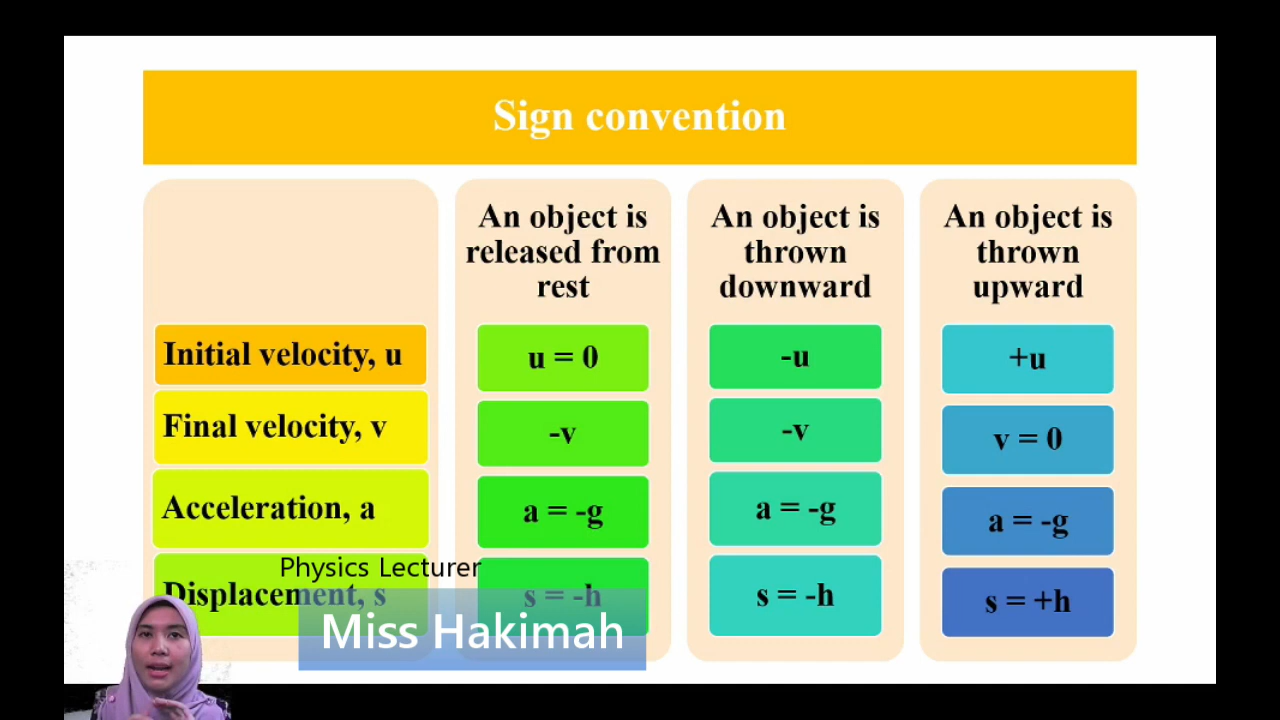 Sign convention
An object is
released from
rest
An object is
thrown
downward
An object is
thrown
upward
Initial velocity, u
u = 0
-u
+u
Final velocity, v
-v
-v
v = 0
Acceleration, a
a = -g
a = -g
a = -g
Displacement, s
s = -h
s = -h
s = +h
Physics Lecturer
Miss Hakimah